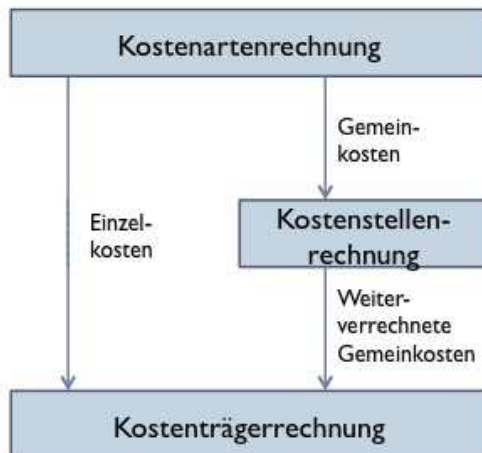 Kostenartenrechnung
Gemein-
kosten
Einzel-
kosten
Kostenstellen-
rechnung
Weiter-
verrechnete
Gemeinkosten
Kostenträgerrechnung